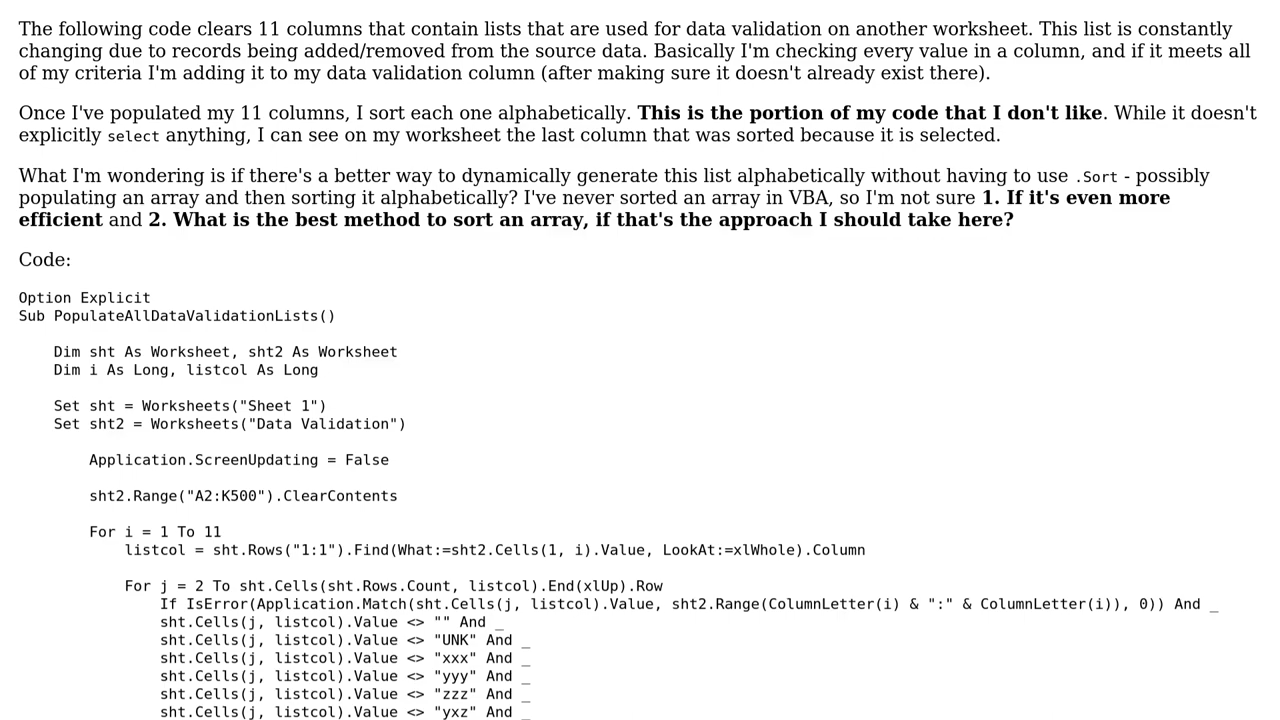 The following code clears 11 columns that contain lists that are used for data validation on another worksheet. This list is constantly
changing due to records being added/removed from the source data. Basically I'm checking every value in a column, and if it meets all
of my criteria I'm adding it to my data validation column (after making sure it doesn't already exist there).
Once I've populated my 11 columns, I sort each one alphabetically. This is the portion of my code that I don't like. While it doesn't
explicitly select anything, I can see on my worksheet the last column that was sorted because it is selected.
What I'm wondering is if there's a better way to dynamically generate this list alphabetically without having to use .Sort - possibly
populating an array and then sorting it alphabetically? I've never sorted an array in VBA, so I'm not sure 1. If it's even more
efficient and 2. What is the best method to sort an array, if that's the approach I should take here?
Code:
Option Explicit
Sub PopulateAllDataValidationLists()
Dim sht As Worksheet, sht2 As Worksheet
Dim i As Long, listcol As Long
Set sht = Worksheets("Sheet 1")
Set sht2 = Worksheets("Data Validation")
Application.ScreenUpdating = False
sht2.Range("A2:K500").ClearContents
For i = 1 To 11
listcol = sht.Rows("1:1").Find(What:=sht2.Cells(1, i).Value, LookAt:=xlWhole).Column
For j = 2 To sht.Cells(sht.Rows.Count, listcol).End(xlUp).Row
If IsError(Application.Match(sht.Cells(j, listcol).Value, sht2.Range(ColumnLetter(i) & ":" & ColumnLetter(i)), 0)) And _
sht.Cells(j, listcol).Value <> "" And _
sht.Cells(j, listcol).Value <> "UNK" And _
sht.Cells(j, listcol).Value <> "xxx" And _
sht.Cells(j, listcol).Value <> "yyy" And _
sht.Cells(j, listcol).Value <> "zzz" And _
sht.Cells(j, listcol).Value <> "yxz" And _